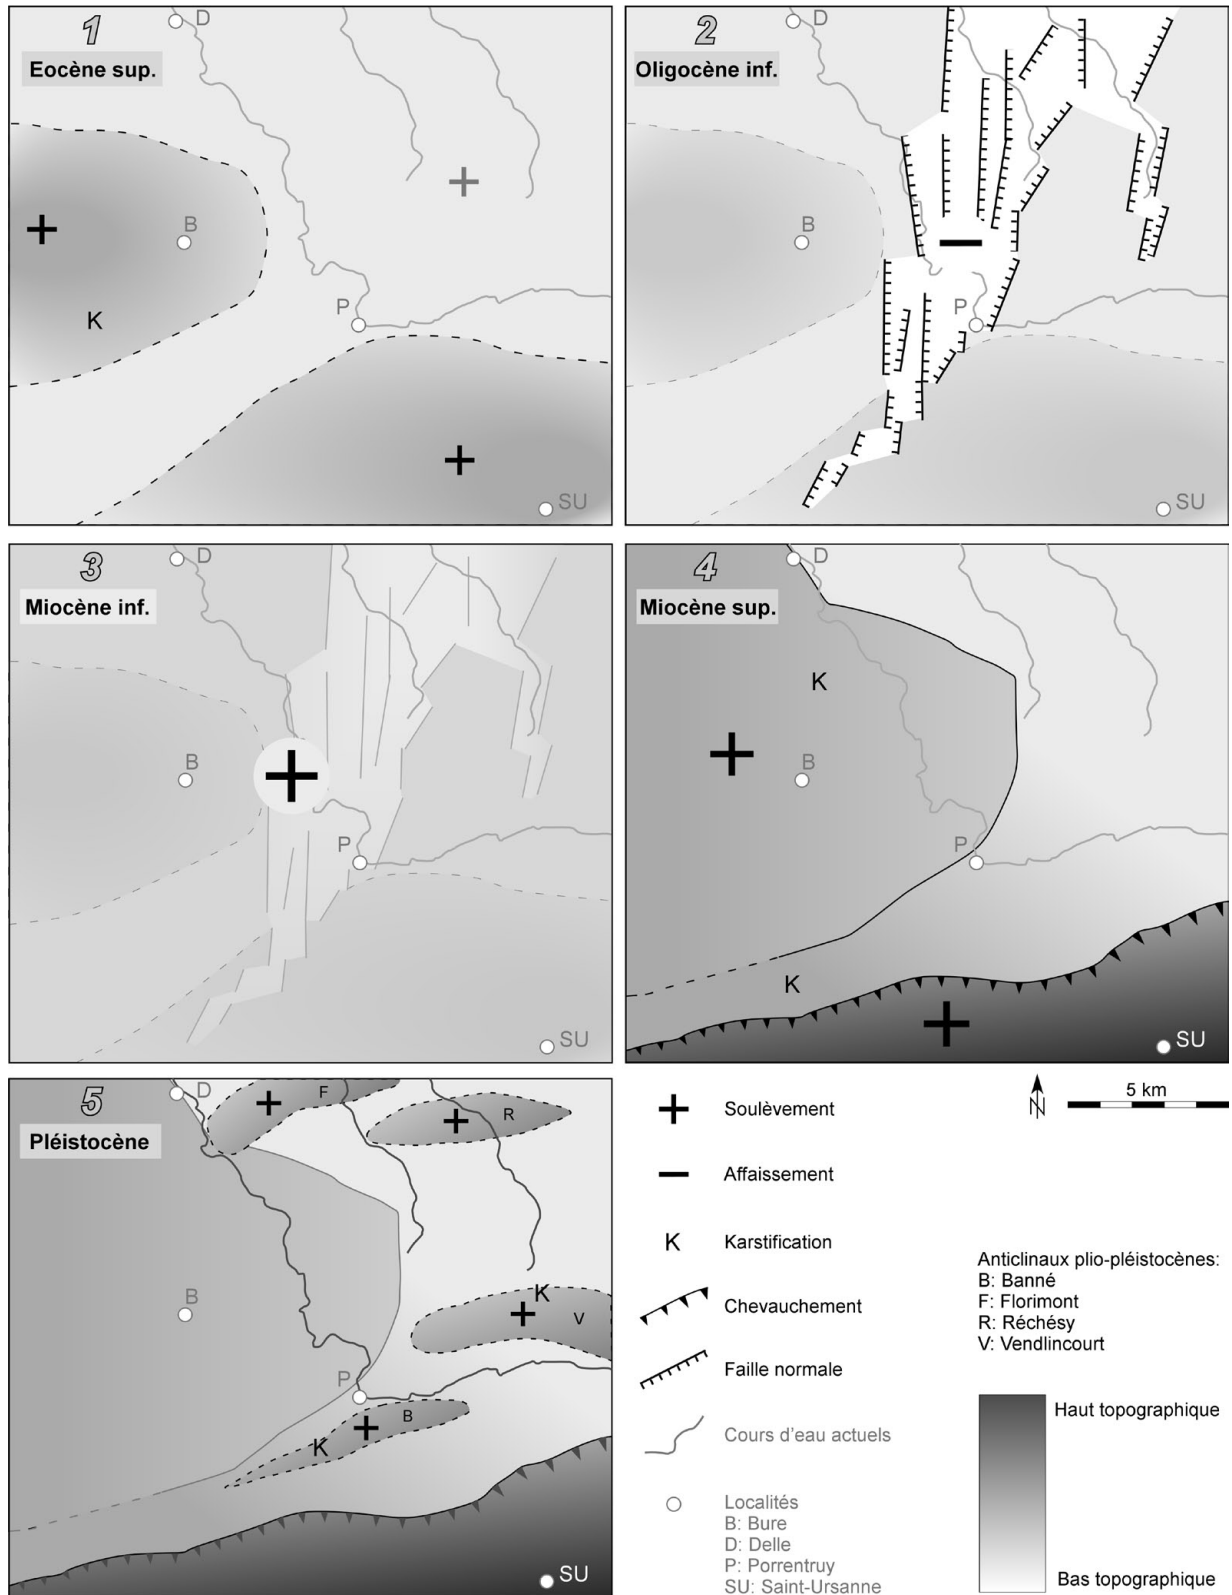 1
Eocène sup.
D
B
K
P
SU
2
Oligocène inf.
D
B
P
SU
3
Miocène inf.
D
B
P
SU
4
Miocène sup.
D
K
B
P
K
SU
5
Pléistocène
D
F
R
B
K
V
P
B
K
SU
Soulèvement
Affaissement
K Karstification
Chevauchement
Faille normale
Cours d'eau actuels
Localités
B: Bure
D: Delle
P: Porrentruy
SU: Saint-Ursanne
N
5 km
Anticlinaux plio-pléistocènes:
B: Banné
F: Florimont
R: Réchésy
V: Vendlincourt
Haut topographique
Bas topographique